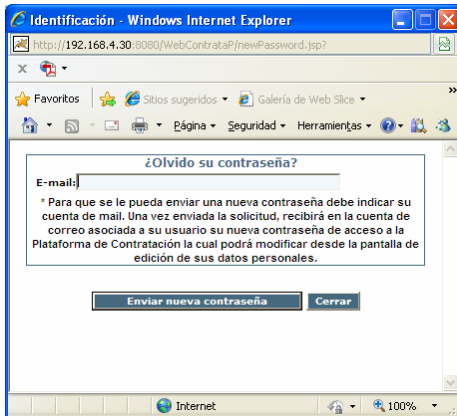 Identificación - Windows Internet Explorer
http://192.168.4.30:8080/WebContrataP/newPassword.jsp?
x
Favoritos Sitios sugeridos Galería de Web Slice »
Página Seguridad Herramientas
¿Olvido su contraseña?
E-mail:
* Para que se le pueda enviar una nueva contraseña debe indicar su
cuenta de mail. Una vez enviada la solicitud, recibirá en la cuenta de
correo asociada a su usuario su nueva contraseña de acceso a la
Plataforma de Contratación la cual podrá modificar desde la pantalla de
edición de sus datos personales.
Enviar nueva contraseña Cerrar
Internet 100%